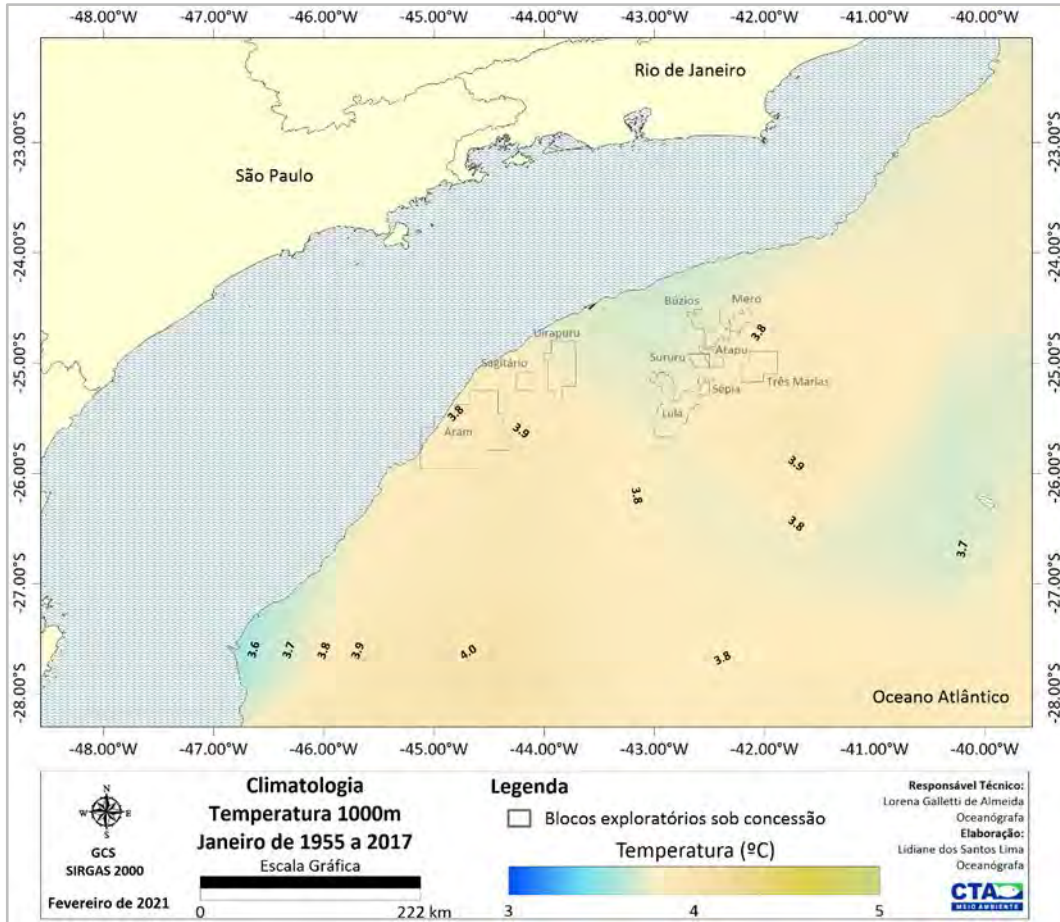 -48.00°W -47.00°W -46.00°W -45.00°W -44.00°W -43.00°W -42.00°W -41.00°W -40.00°W
Rio de Janeiro
-23.00°S -23.00°S
São Paulo
-24.00°S -24.00°S
Búzios Mero
3.8
Uirapuru
Sururu Atapu
-25.00°S -25.00°S
Sagitário
Três Marias
Sépia
3.8
Lula
Aram 3.9
3.9
-26.00°S -26.00°S
3.8
3.8
3.7
-27.00°S -27.00°S
3.6 3.7 3.8 3.9 4.0 3.8
-28.00°S Oceano Atlântico -28.00°S
-48.00°W -47.00°W -46.00°W -45.00°W -44.00°W -43.00°W -42.00°W -41.00°W -40.00°W
N
W E
S
GCS
SIRGAS 2000
Fevereiro de 2021
Climatologia
Temperatura 1000m
Janeiro de 1955 a 2017
Escala Gráfica
0 222 km
Legenda
Blocos exploratórios sob concessão
Temperatura (ºC)
3 4 5
Responsável Técnico:
Lorena Galletti de Almeida
Oceanógrafa
Elaboração:
Lidiane dos Santos Lima
Oceanógrafa
CTA
MEIO AMBIENTE